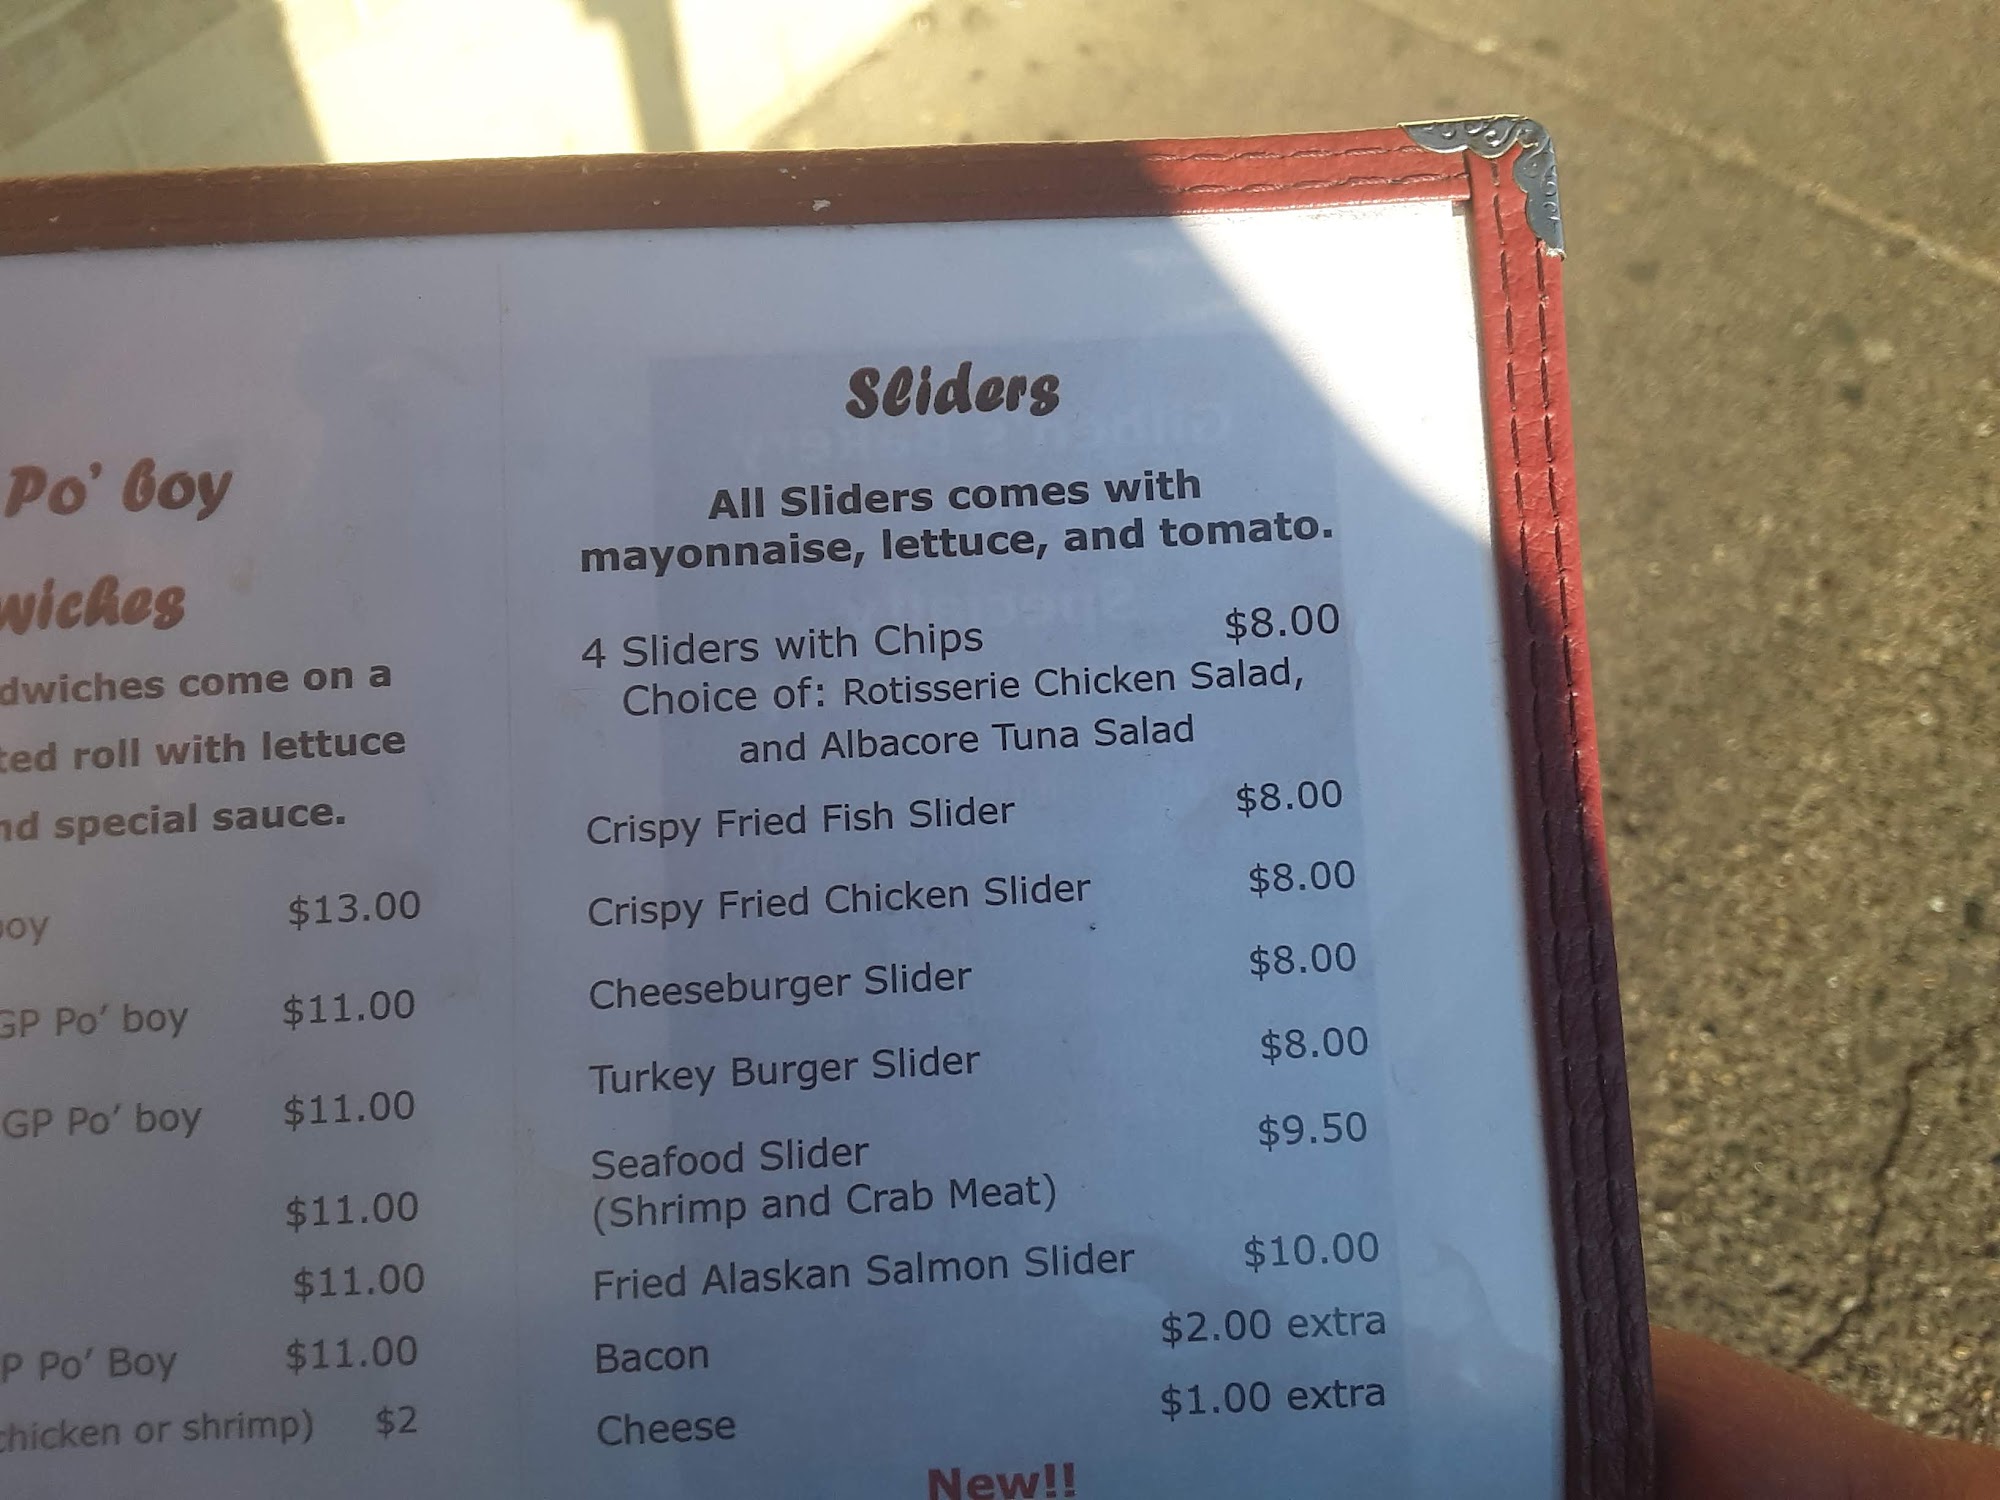 Po' boy
wiches
dwiches come on a
ted roll with lettuce
nd special sauce.
boy $13.00
GP Po' boy $11.00
GP Po' boy $11.00
$11.00
$11.00
P Po' Boy $11.00
chicken or shrimp) $2
Sliders
All Sliders comes with
mayonnaise, lettuce, and tomato.
4 Sliders with Chips $8.00
Choice of: Rotisserie Chicken Salad,
and Albacore Tuna Salad
Crispy Fried Fish Slider $8.00
Crispy Fried Chicken Slider $8.00
Cheeseburger Slider $8.00
Turkey Burger Slider $8.00
Seafood Slider $9.50
(Shrimp and Crab Meat)
Fried Alaskan Salmon Slider $10.00
Bacon $2.00 extra
Cheese $1.00 extra
New!!